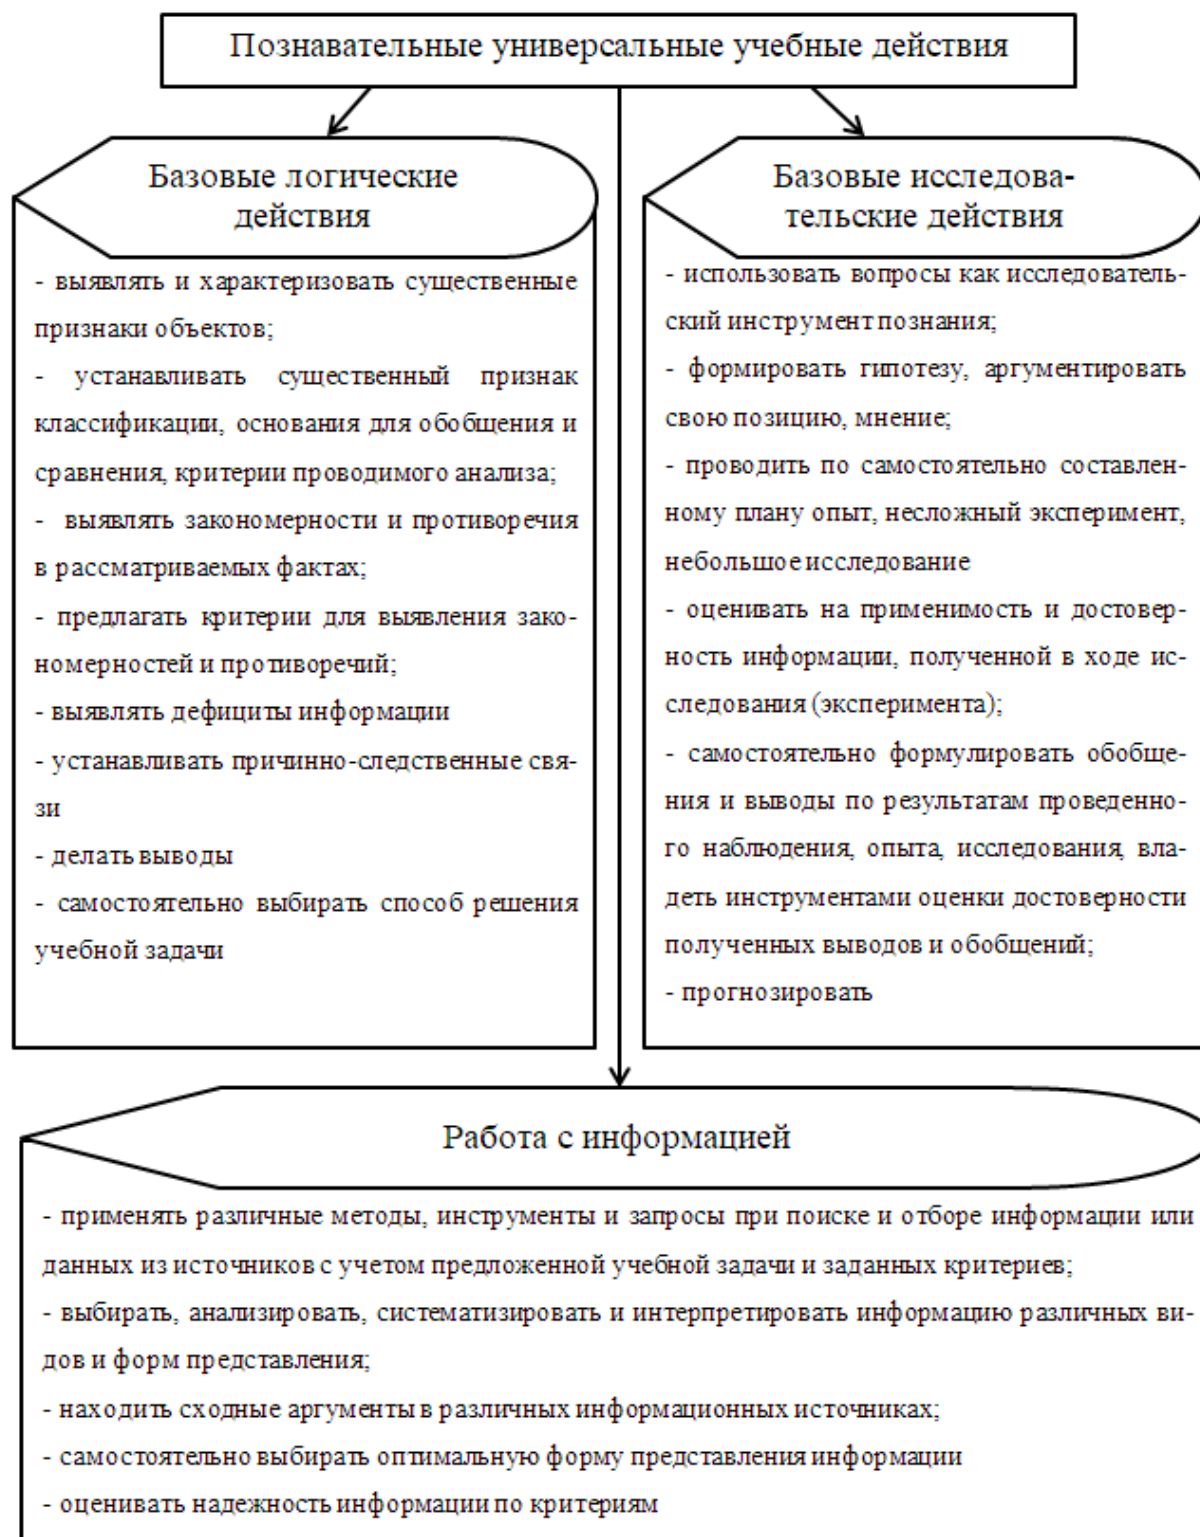 Познавательные универсальные учебные действия
Базовые логические
действия
- выявлять и характеризовать существенные
признаки объектов;
- устанавливать существенный признак
классификации, основания для обобщения и
сравнения, критерии проводимого анализа;
- выявлять закономерности и противоречия
в рассматриваемых фактах;
- предлагать критерии для выявления зако-
номерностей и противоречий;
- выявлять дефициты информации
- устанавливать причинно-следственные свя-
зи
- делать выводы
- самостоятельно выбирать способ решения
учебной задачи
Базовые исследова-
тельские действия
- использовать вопросы как исследователь-
ский инструмент познания;
- формировать гипотезу, аргументировать
свою позицию, мнение;
- проводить по самостоятельно составлен-
ному плану опыт, несложный эксперимент,
небольшое исследование
- оценивать на применимость и достовер-
ность информации, полученной в ходе ис-
следования (эксперимента);
- самостоятельно формулировать обобще-
ния и выводы по результатам проведенно-
го наблюдения, опыта, исследования, вла-
деть инструментами оценки достоверности
полученных выводов и обобщений;
- прогнозировать
Работа с информацией
- применять различные методы, инструменты и запросы при поиске и отборе информации или
данных из источников с учетом предложенной учебной задачи и заданных критериев;
- выбирать, анализировать, систематизировать и интерпретировать информацию различных ви-
дов и форм представления;
- находить сходные аргументы в различных информационных источниках;
- самостоятельно выбирать оптимальную форму представления информации
- оценивать надежность информации по критериям